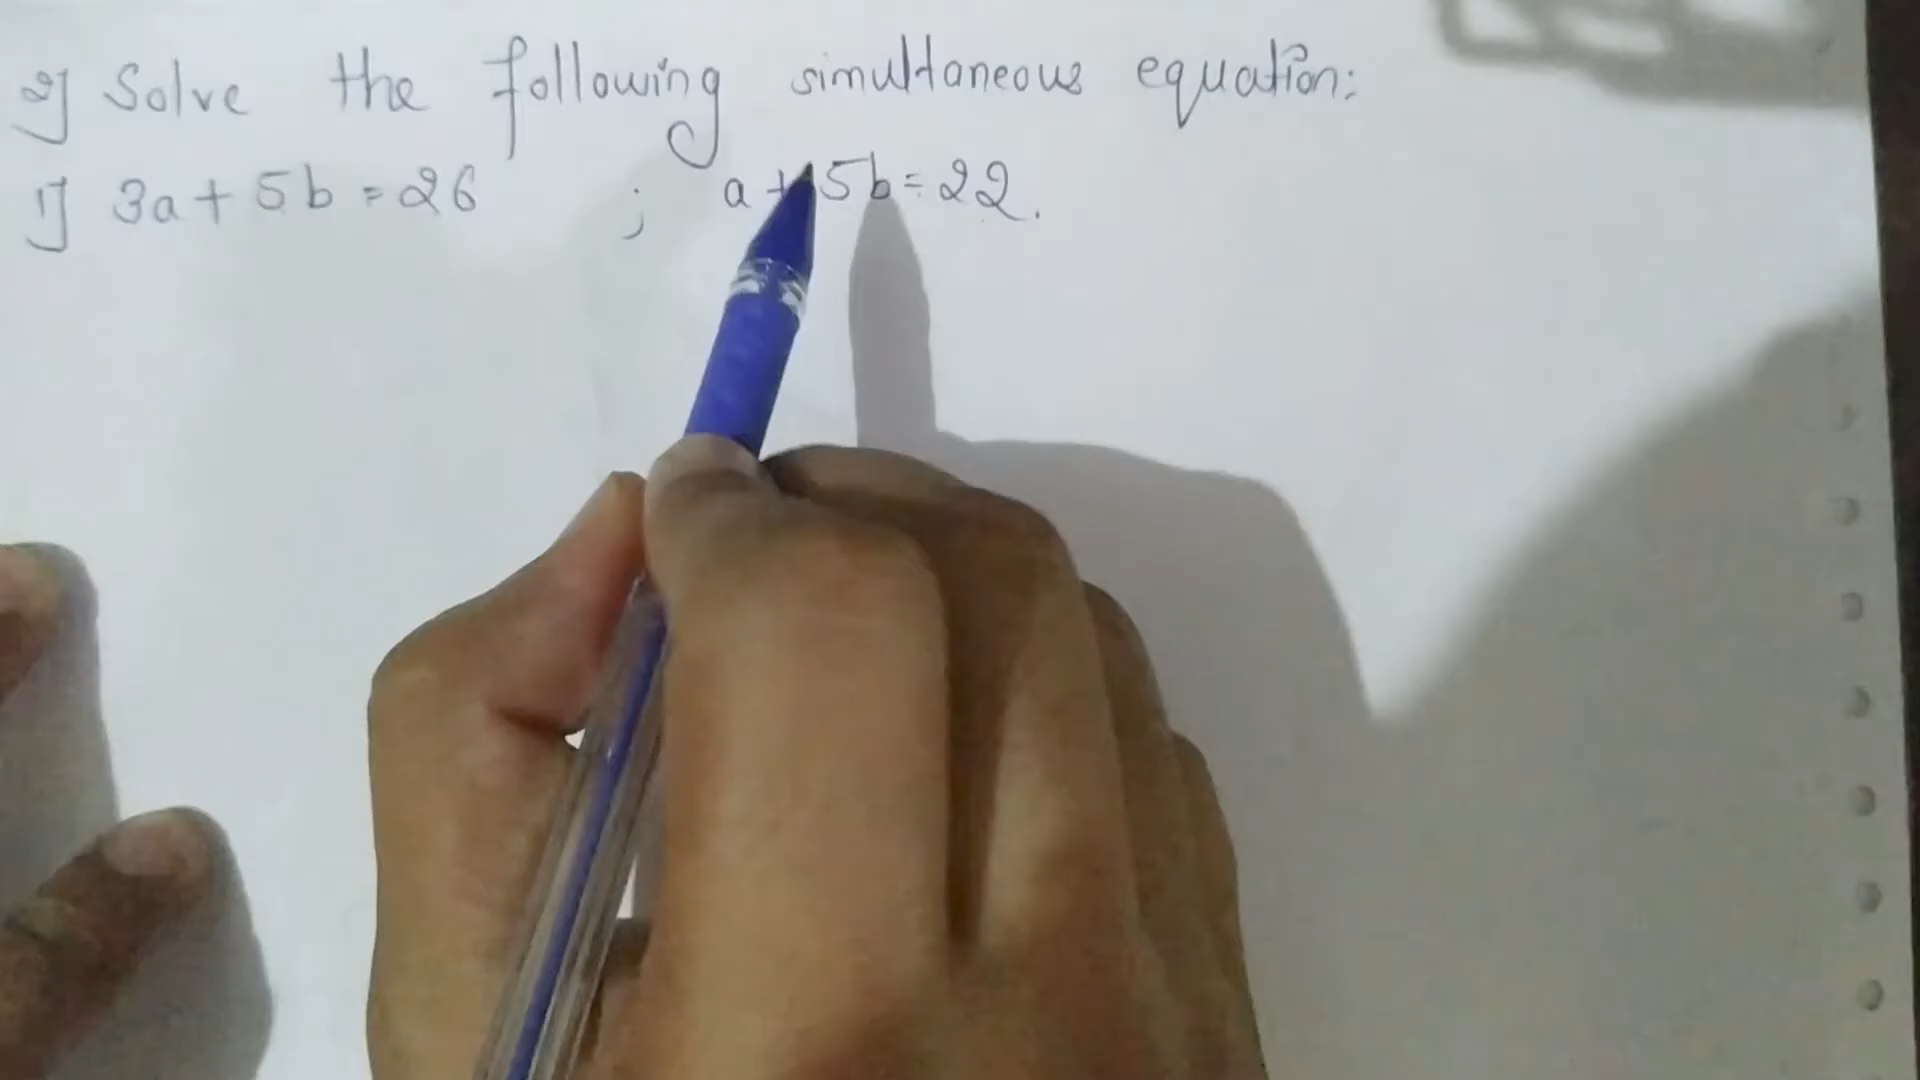 2] Solve the following simultaneous equation:
1] 3a + 5b = 26 ; a + 5b = 22.